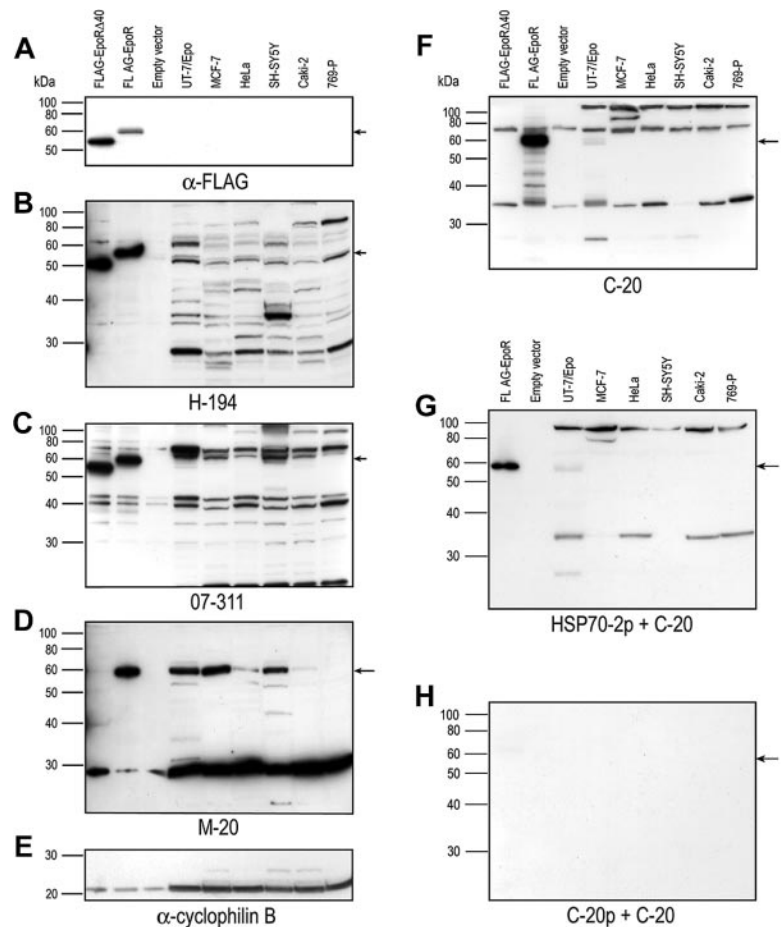 A
kDa
FLAG-EpoRΔ40
FL AG-EpoR
Empty vector
UT-7/Epo
MCF-7
HeLa
SH-SY5Y
Caki-2
769-P
100
80
60
50
α-FLAG
B
100
80
60
50
40
30
H-194
C
100
80
60
50
40
30
07-311
D
100
80
60
50
40
30
M-20
E
30
20
α-cyclophilin B
F
kDa
FLAG-EpoRΔ40
FL AG-EpoR
Empty vector
UT-7/Epo
MCF-7
HeLa
SH-SY5Y
Caki-2
769-P
100
80
60
50
40
30
C-20
G
FL AG-EpoR
Empty vector
UT-7/Epo
MCF-7
HeLa
SH-SY5Y
Caki-2
769-P
100
80
60
50
40
30
HSP70-2p + C-20
H
100
80
60
50
40
30
C-20p + C-20